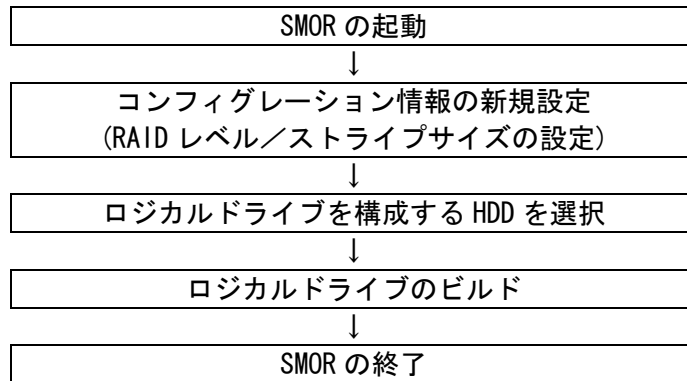 SMOR の起動
↓
コンフィグレーション情報の新規設定
(RAID レベル／ストライプサイズの設定)
↓
ロジカルドライブを構成する HDD を選択
↓
ロジカルドライブのビルド
↓
SMOR の終了